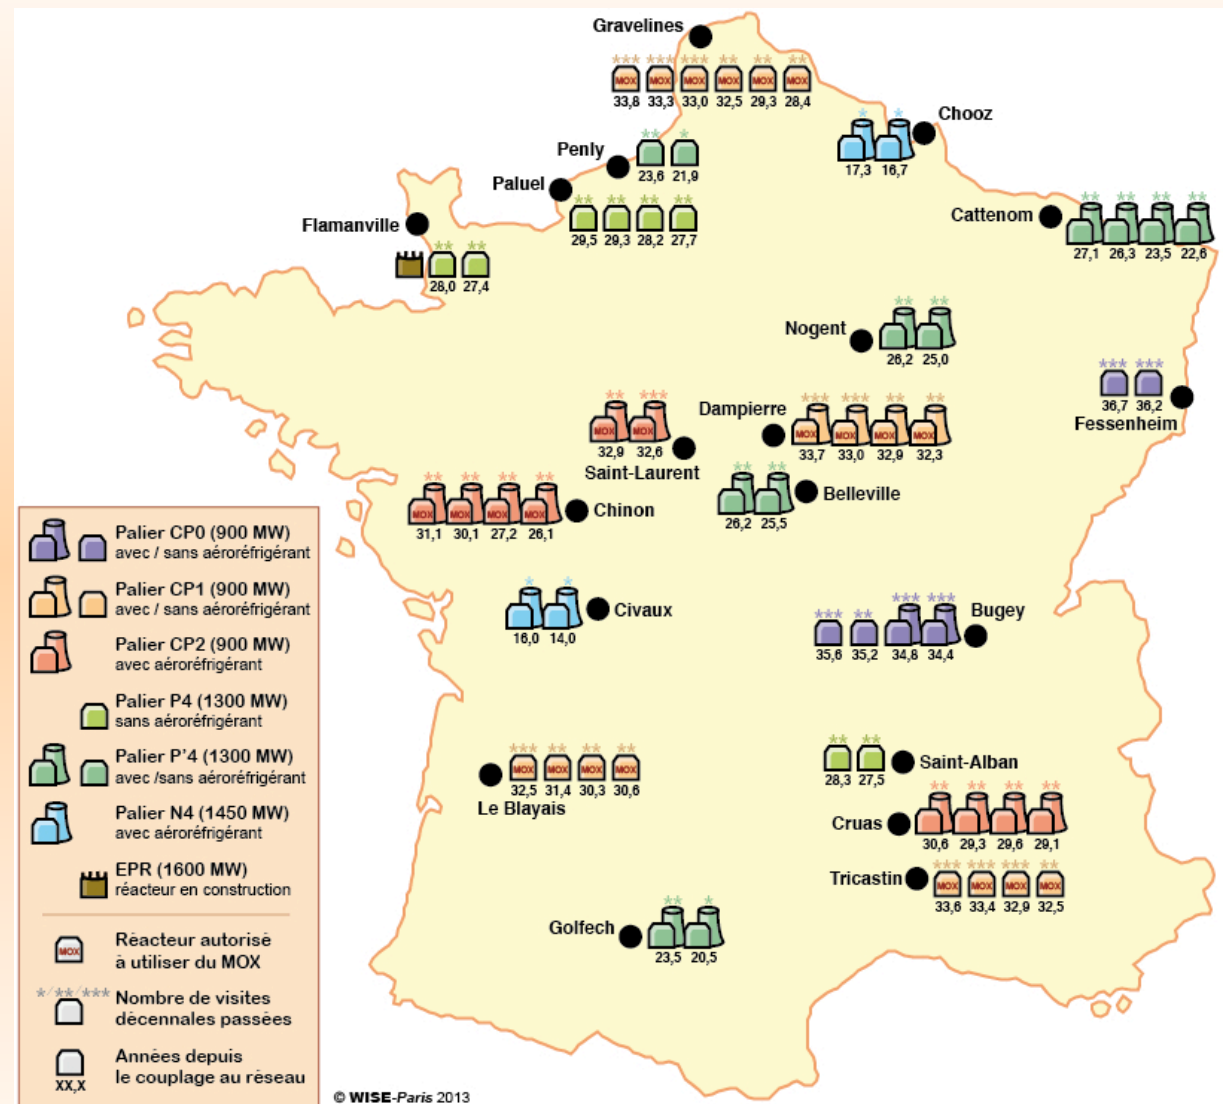 Gravelines
*** *** *** ** ** **
MOX MOX MOX MOX MOX MOX
33,8 33,3 33,0 32,5 29,3 28,4
Chooz
* *
17,3 16,7
Penly
** *
23,6 21,9
Paluel
** ** ** **
29,5 29,3 28,2 27,7
Cattenom
** ** ** **
27,1 26,3 23,5 22,6
Flamanville
** **
28,0 27,4
Nogent
** **
26,2 25,0
*** ***
36,7 36,2
Fessenheim
** ***
MOX MOX
32,9 32,6
Saint-Laurent
Dampierre
*** *** ** **
MOX MOX MOX MOX
33,7 33,0 32,9 32,3
** **
Belleville
26,2 25,5
** ** ** **
MOX MOX MOX MOX
Chinon
31,1 30,1 27,2 26,1
* *
Civaux
16,0 14,0
*** ** *** ***
Bugey
35,6 35,2 34,8 34,4
*** ** ** **
MOX MOX MOX MOX
32,5 31,4 30,3 30,6
Le Blayais
** **
Saint-Alban
28,3 27,5
** ** ** **
Cruas
30,6 29,3 29,6 29,1
Tricastin
*** *** *** **
MOX MOX MOX MOX
33,6 33,4 32,9 32,5
Golfech
** *
23,5 20,5
Palier CP0 (900 MW)
avec / sans aéroréfrigérant
Palier CP1 (900 MW)
avec / sans aéroréfrigérant
Palier CP2 (900 MW)
avec aéroréfrigérant
Palier P4 (1300 MW)
sans aéroréfrigérant
Palier P'4 (1300 MW)
avec /sans aéroréfrigérant
Palier N4 (1450 MW)
avec aéroréfrigérant
EPR (1600 MW)
réacteur en construction
MOX
Réacteur autorisé
à utiliser du MOX
*/**/***
Nombre de visites
décennales passées
Années depuis
le couplage au réseau
XX,X
© WISE-Paris 2013